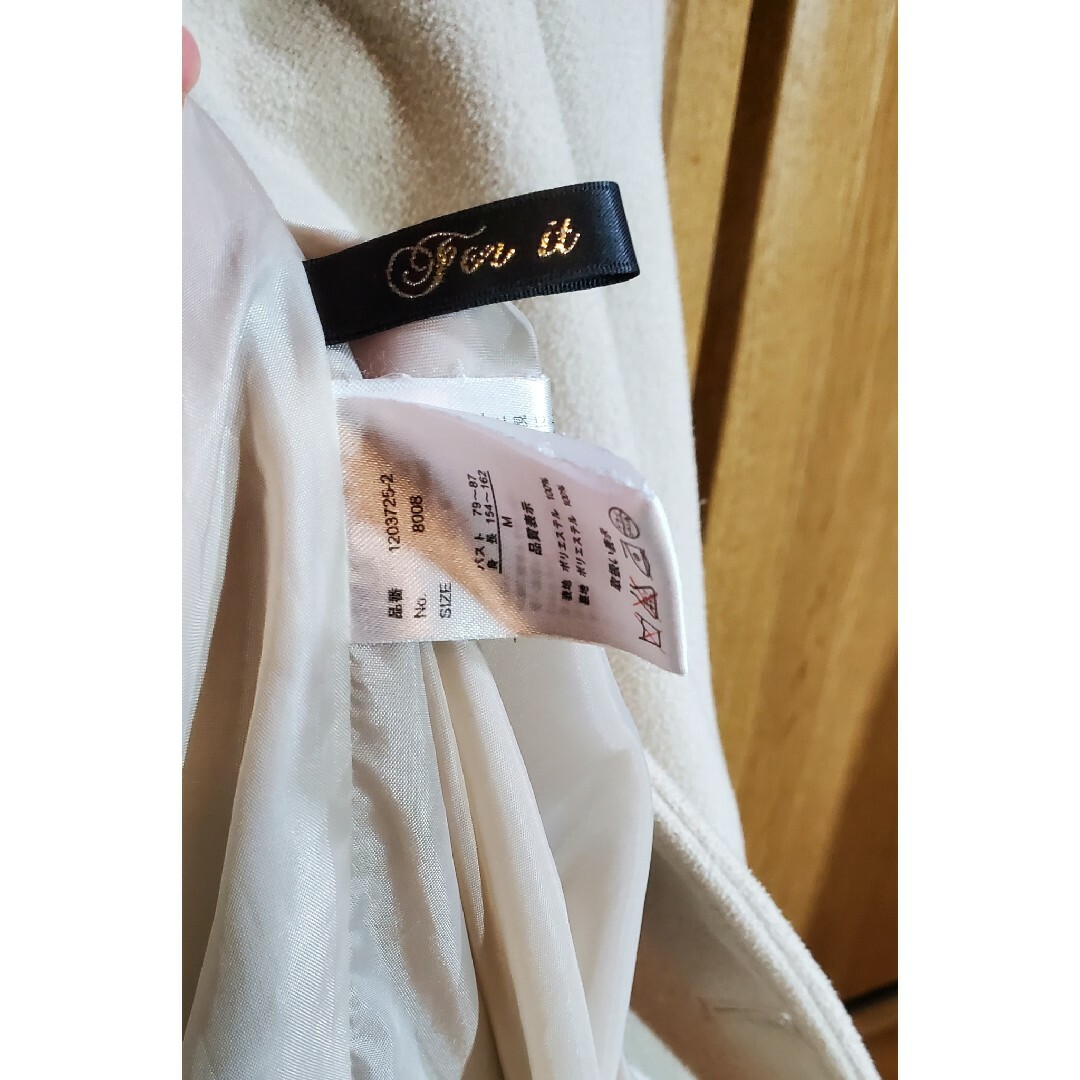 For it
品番 1203725-2
No. 8008
SIZE
バスト 79～87
身長 154～162
M
品質表示
表地 ポリエステル 100%
裏地 ポリエステル 100%
取扱い表示